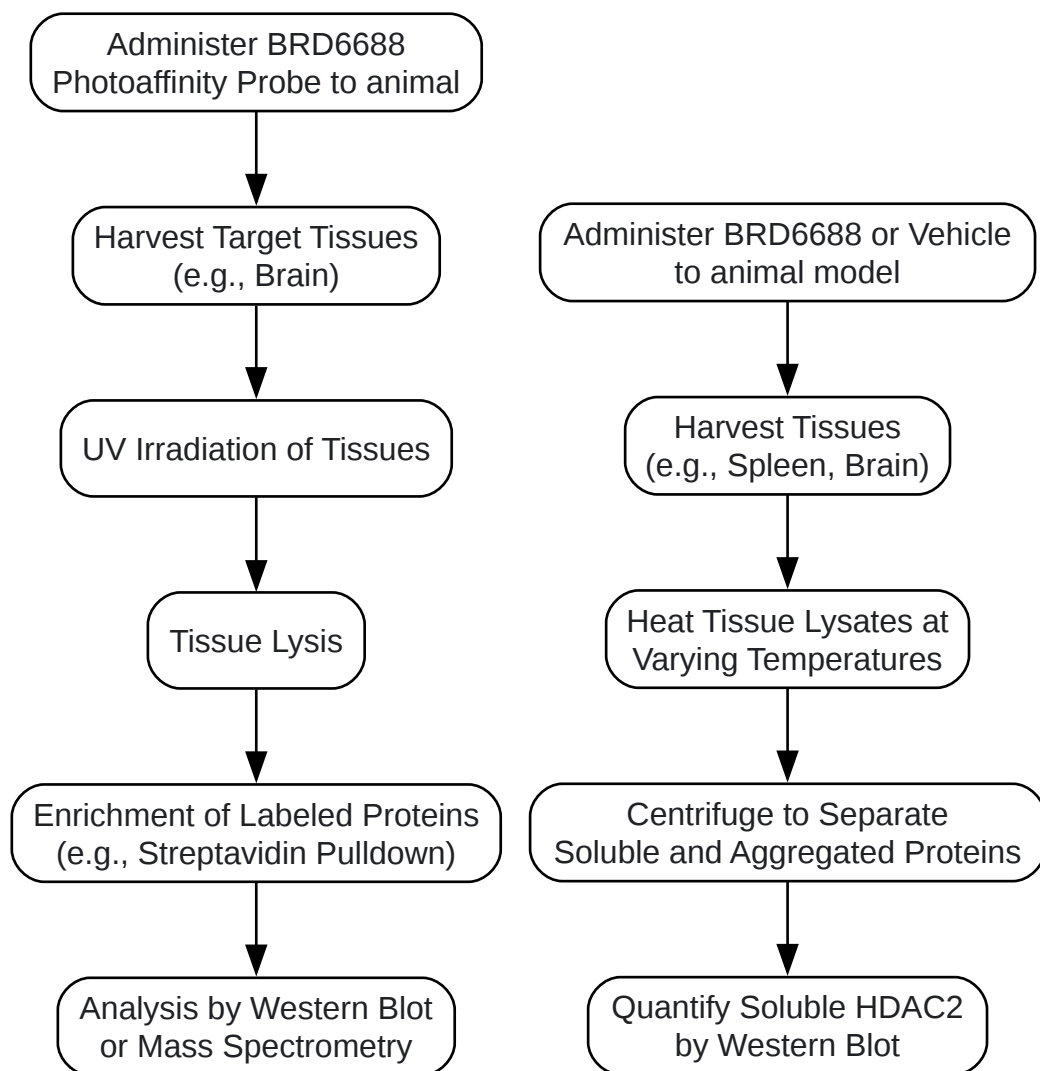 Administer BRD6688
Photoaffinity Probe to animal
Harvest Target Tissues
(e.g., Brain)
UV Irradiation of Tissues
Tissue Lysis
Enrichment of Labeled Proteins
(e.g., Streptavidin Pulldown)
Analysis by Western Blot
or Mass Spectrometry
Administer BRD6688 or Vehicle
to animal model
Harvest Tissues
(e.g., Spleen, Brain)
Heat Tissue Lysates at
Varying Temperatures
Centrifuge to Separate
Soluble and Aggregated Proteins
Quantify Soluble HDAC2
by Western Blot